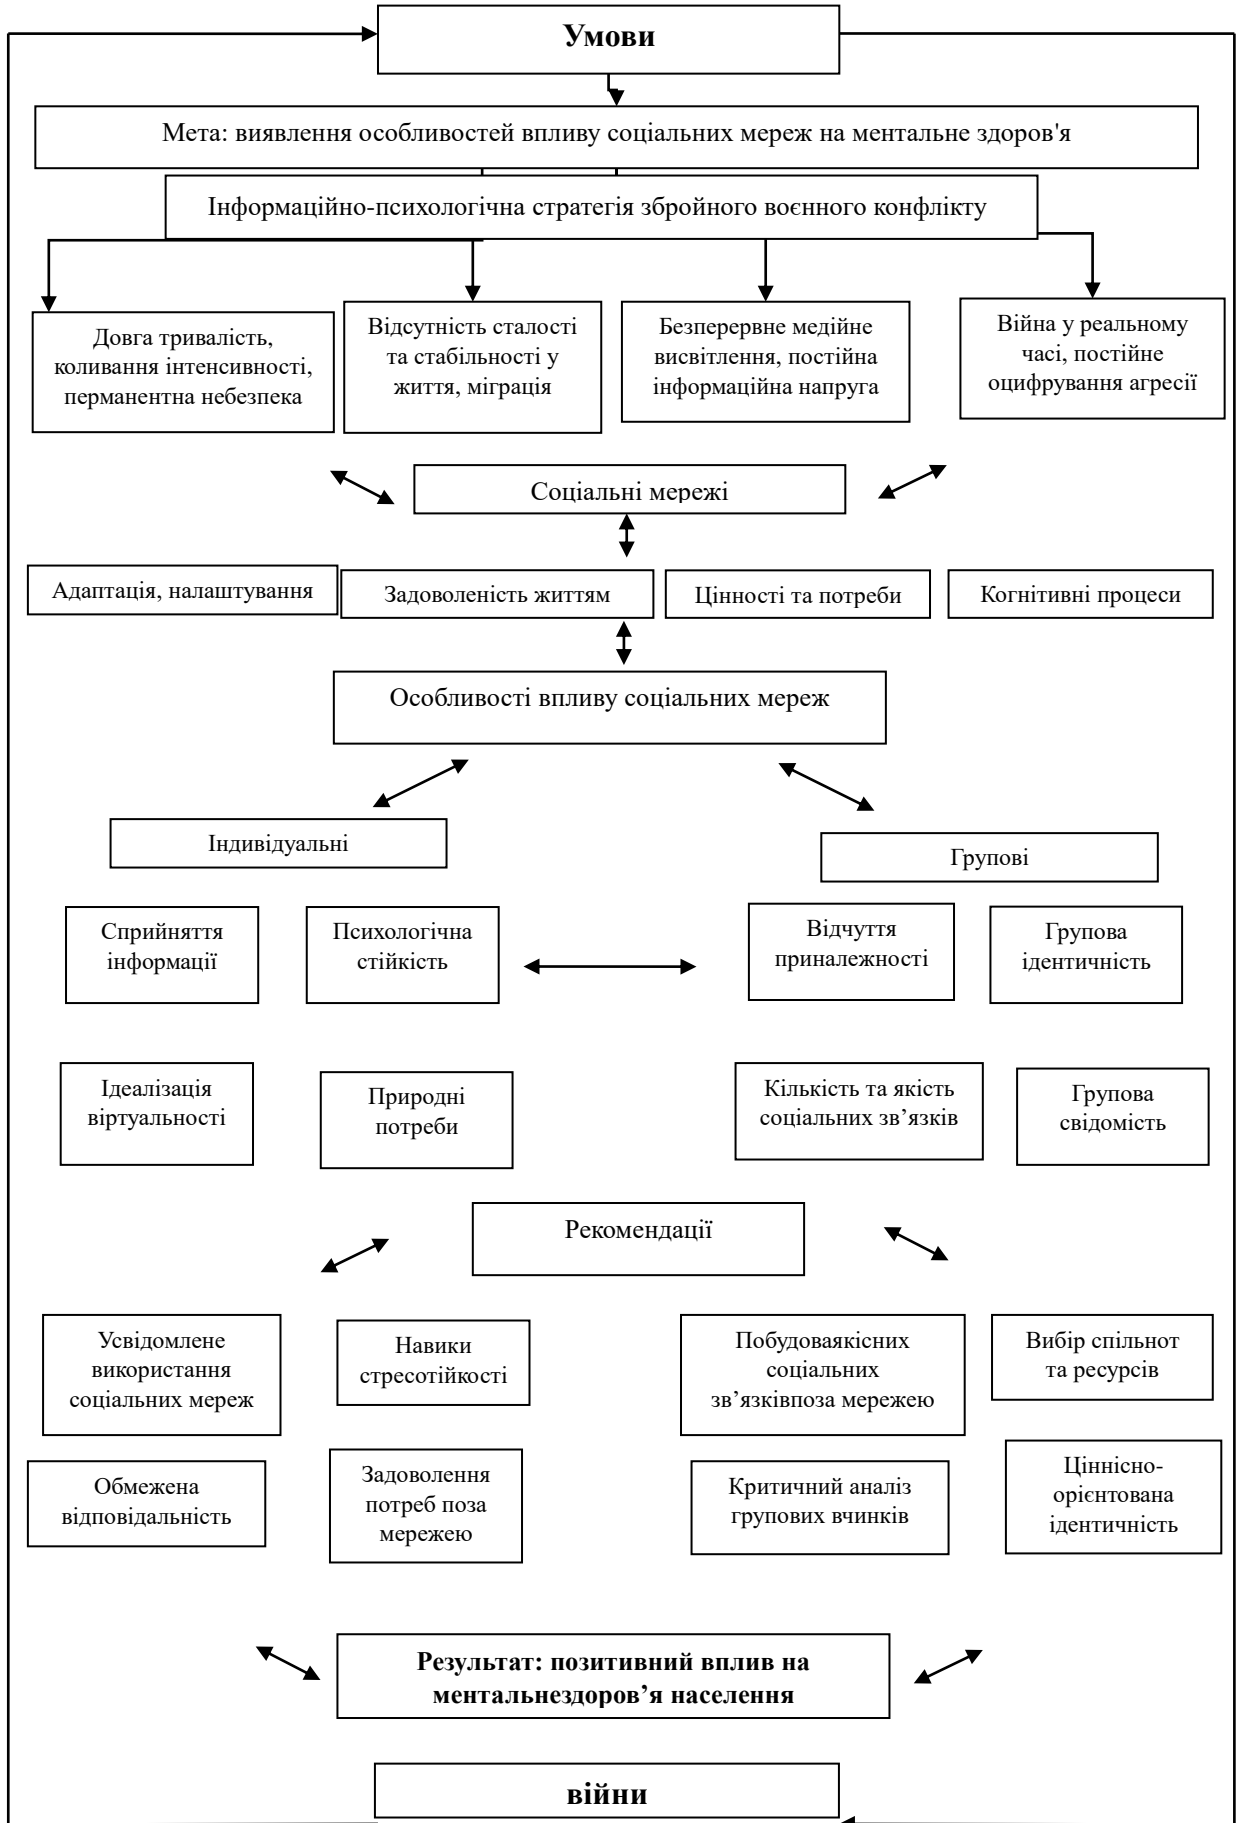 Умови
Мета: виявлення особливостей впливу соціальних мереж на ментальне здоров'я
Інформаційно-психологічна стратегія збройного воєнного конфлікту
Довга тривалість,
коливання інтенсивності,
перманентна небезпека
Відсутність сталості
та стабільності у
життя, міграція
Безперервне медійне
висвітлення, постійна
інформаційна напруга
Війна у реальному
часі, постійне
оцифрування агресії
Соціальні мережі
Адаптація, налаштування
Задоволеність життям
Цінності та потреби
Когнітивні процеси
Особливості впливу соціальних мереж
Індивідуальні
Групові
Сприйняття
інформації
Психологічна
стійкість
Відчуття
приналежності
Групова
ідентичність
Ідеалізація
віртуальності
Природні
потреби
Кількість та якість
соціальних зв’язків
Групова
свідомість
Рекомендації
Усвідомлене
використання
соціальних мереж
Навики
стресотійкості
Побудоваякісних
соціальних
зв’язківпоза мережею
Вибір спільнот
та ресурсів
Обмежена
відповідальність
Задоволення
потреб поза
мережею
Критичний аналіз
групових вчинків
Ціннісно-
орієнтована
ідентичність
Результат: позитивний вплив на
ментальнездоров’я населення
війни